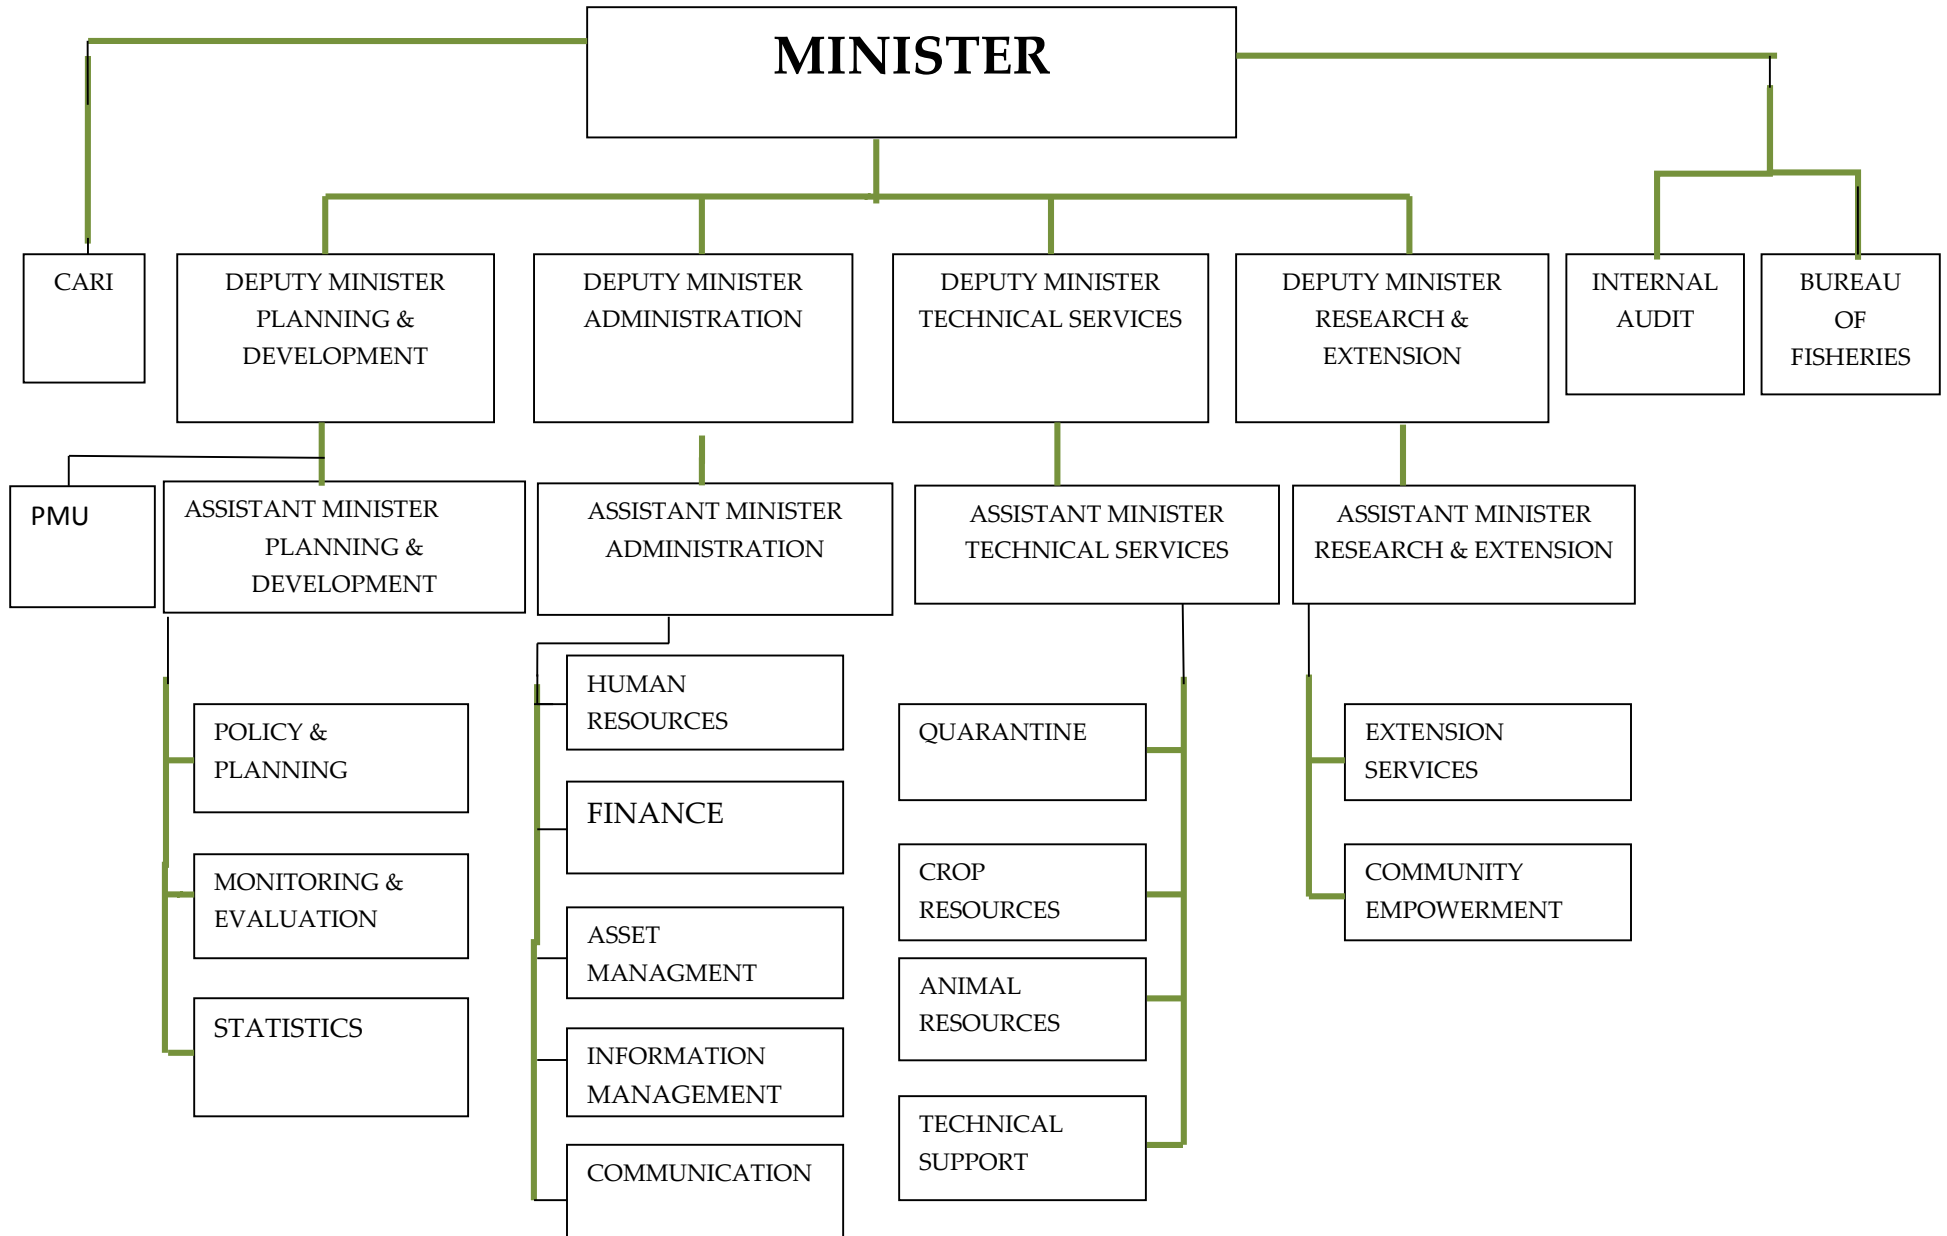 MINISTER
CARI
DEPUTY MINISTER
PLANNING &
DEVELOPMENT
DEPUTY MINISTER
ADMINISTRATION
DEPUTY MINISTER
TECHNICAL SERVICES
DEPUTY MINISTER
RESEARCH &
EXTENSION
INTERNAL
AUDIT
BUREAU
OF
FISHERIES
PMU
ASSISTANT MINISTER
PLANNING &
DEVELOPMENT
ASSISTANT MINISTER
ADMINISTRATION
ASSISTANT MINISTER
TECHNICAL SERVICES
ASSISTANT MINISTER
RESEARCH & EXTENSION
POLICY &
PLANNING
MONITORING &
EVALUATION
STATISTICS
HUMAN
RESOURCES
FINANCE
ASSET
MANAGMENT
INFORMATION
MANAGEMENT
COMMUNICATION
QUARANTINE
CROP
RESOURCES
ANIMAL
RESOURCES
TECHNICAL
SUPPORT
EXTENSION
SERVICES
COMMUNITY
EMPOWERMENT